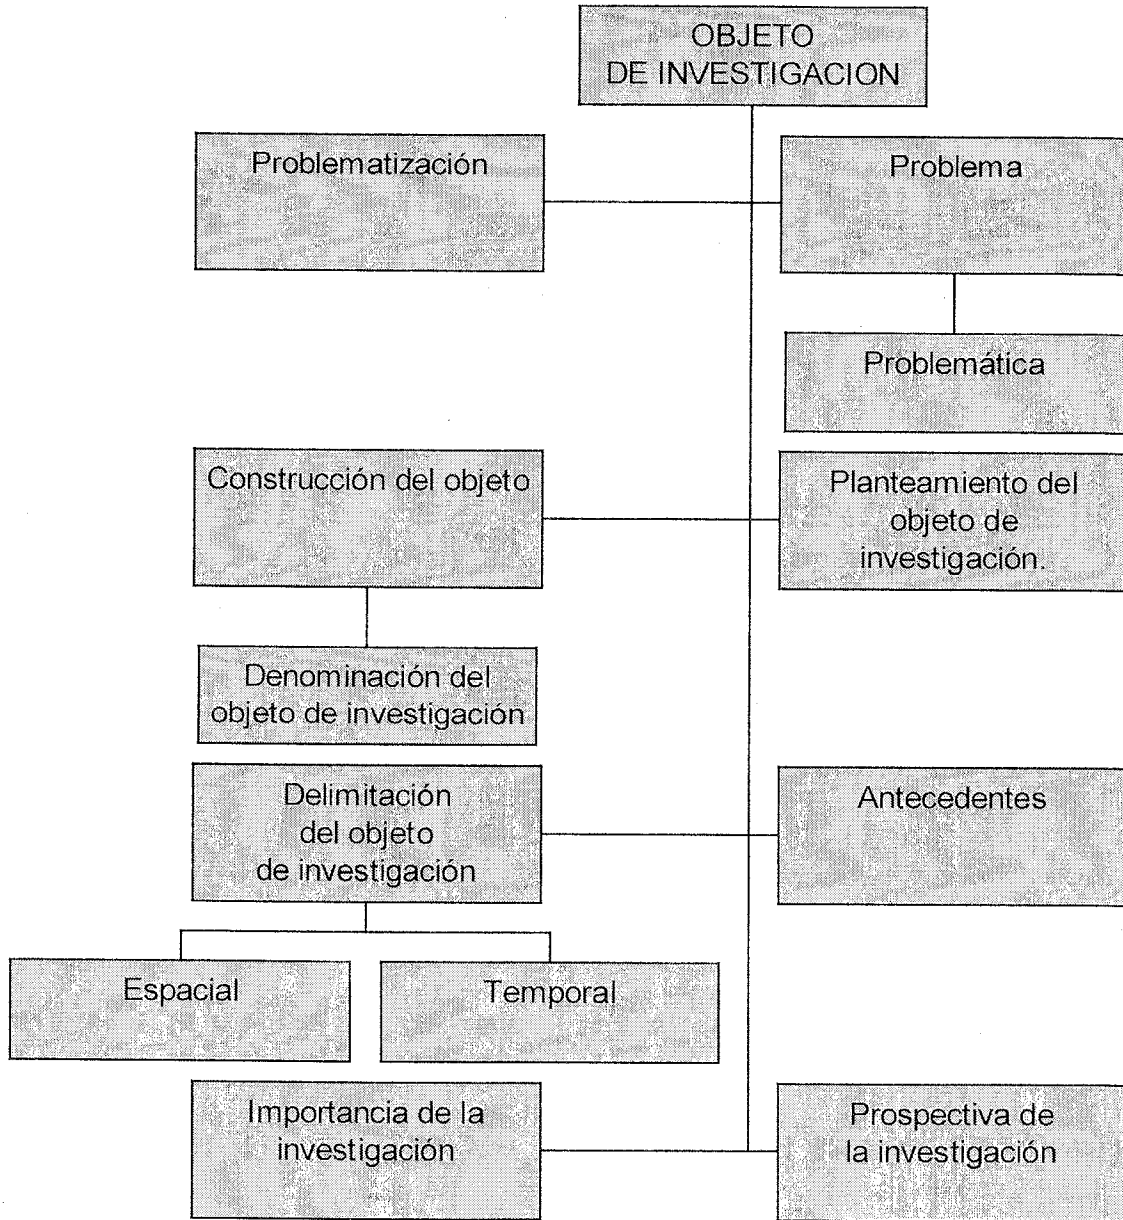 OBJETO
DE INVESTIGACION
Problematización
Problema
Problemática
Construcción del objeto
Planteamiento del
objeto de
investigación.
Denominación del
objeto de investigación
Delimitación
del objeto
de investigación
Antecedentes
Espacial
Temporal
Importancia de la
investigación
Prospectiva de
la investigación